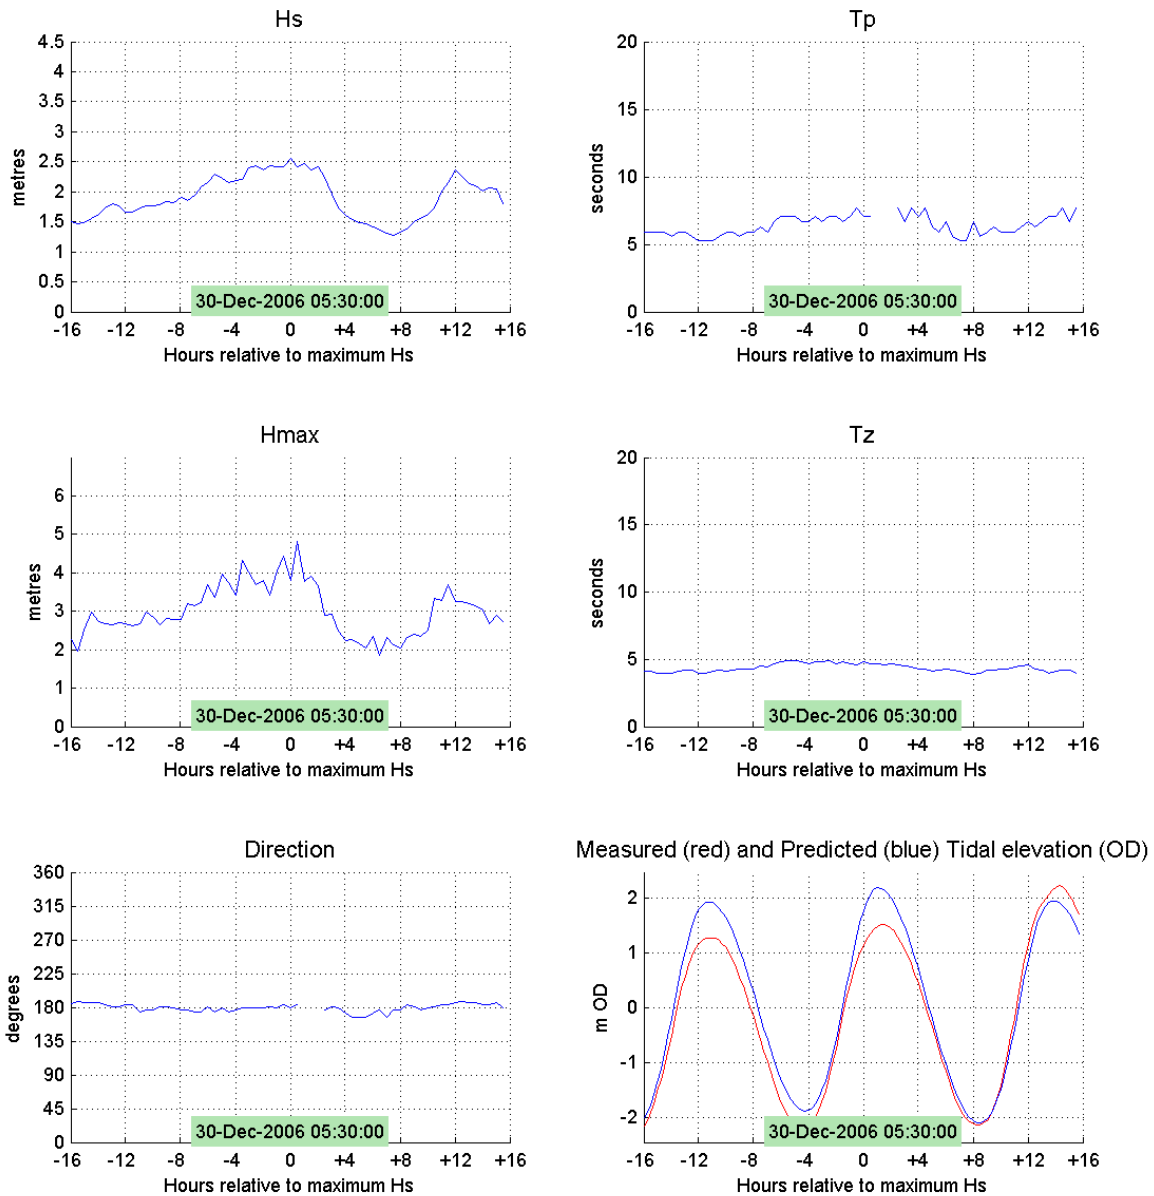 Hs
4.5
4
3.5
3
2.5
2
1.5
1
0.5
0
metres
30-Dec-2006 05:30:00
-16 -12 -8 -4 0 +4 +8 +12 +16
Hours relative to maximum Hs
Tp
20
15
10
5
0
seconds
30-Dec-2006 05:30:00
-16 -12 -8 -4 0 +4 +8 +12 +16
Hours relative to maximum Hs
Hmax
6
5
4
3
2
1
0
metres
30-Dec-2006 05:30:00
-16 -12 -8 -4 0 +4 +8 +12 +16
Hours relative to maximum Hs
Tz
20
15
10
5
0
seconds
30-Dec-2006 05:30:00
-16 -12 -8 -4 0 +4 +8 +12 +16
Hours relative to maximum Hs
Direction
360
315
270
225
180
135
90
45
0
degrees
30-Dec-2006 05:30:00
-16 -12 -8 -4 0 +4 +8 +12 +16
Hours relative to maximum Hs
Measured (red) and Predicted (blue) Tidal elevation (OD)
2
1
0
-1
-2
m OD
30-Dec-2006 05:30:00
-16 -12 -8 -4 0 +4 +8 +12 +16
Hours relative to maximum Hs